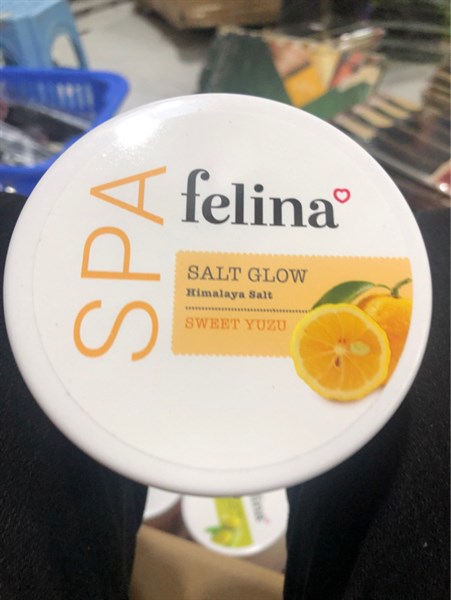 SPA
felina
SALT GLOW
Himalaya Salt
SWEET YUZU